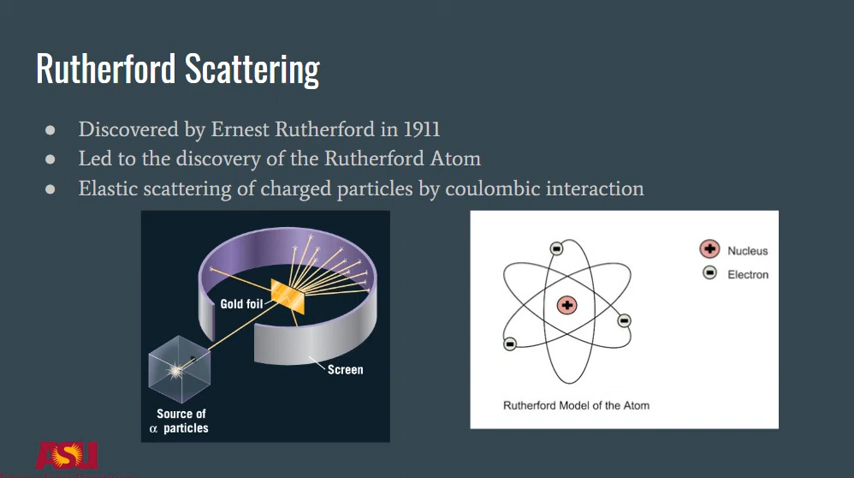 Rutherford Scattering
● Discovered by Ernest Rutherford in 1911
● Led to the discovery of the Rutherford Atom
● Elastic scattering of charged particles by coulombic interaction
Gold foil
Screen
Source of
α particles
Nucleus
Electron
Rutherford Model of the Atom
ASU